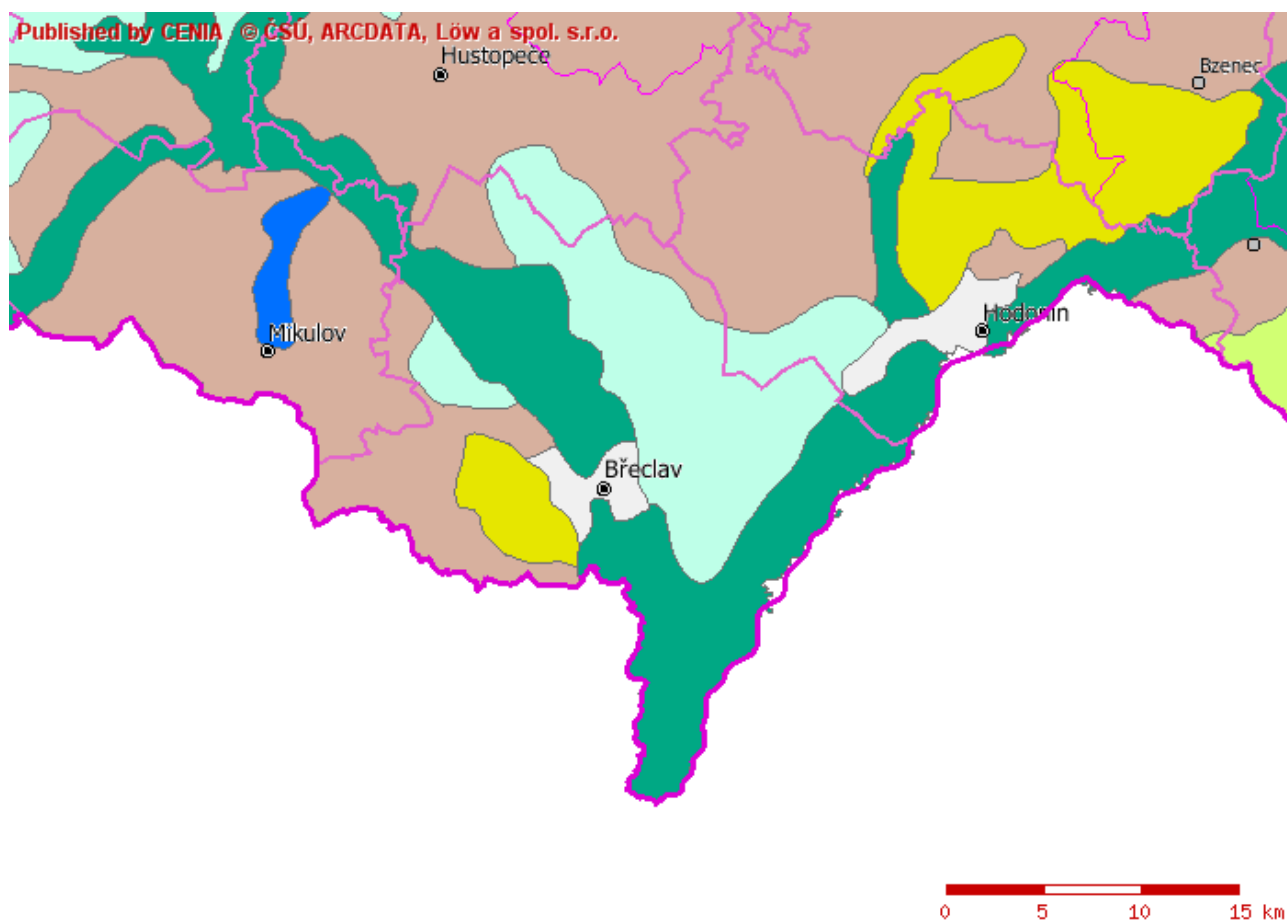 Published by CENIA © ČSÚ, ARCDATA, Löw a spol. s.r.o.
Hustopeče
Bzenec
Mikulov
Hodonín
Břeclav
0 5 10 15 km